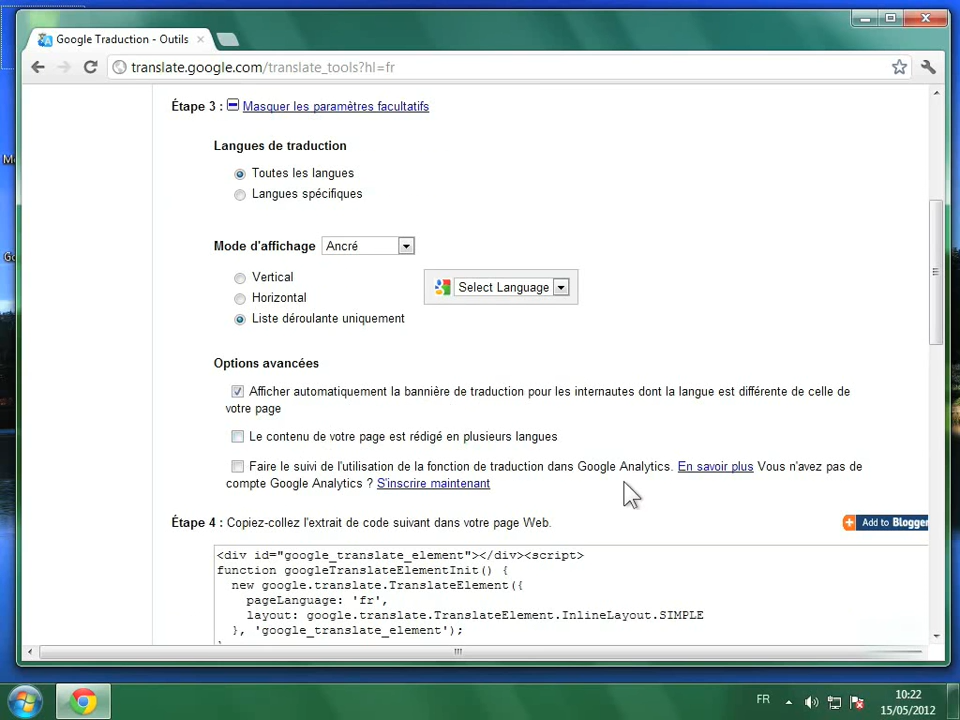 Google Traduction - Outils
translate.google.com/translate_tools?hl=fr
Étape 3 : Masquer les paramètres facultatifs
Langues de traduction
Toutes les langues
Langues spécifiques
Mode d'affichage Ancré
Vertical
Select Language
Horizontal
Liste déroulante uniquement
Options avancées
Afficher automatiquement la bannière de traduction pour les internautes dont la langue est différente de celle de
votre page
Le contenu de votre page est rédigé en plusieurs langues
Faire le suivi de l'utilisation de la fonction de traduction dans Google Analytics. En savoir plus Vous n'avez pas de
compte Google Analytics ? S'inscrire maintenant
Étape 4 : Copiez-collez l'extrait de code suivant dans votre page Web.
Add to Blogger
<div id="google_translate_element"></div><script>
function googleTranslateElementInit() {
new google.translate.TranslateElement({
pageLanguage: 'fr',
layout: google.translate.TranslateElement.InlineLayout.SIMPLE
}, 'google_translate_element');
FR
10:22
15/05/2012